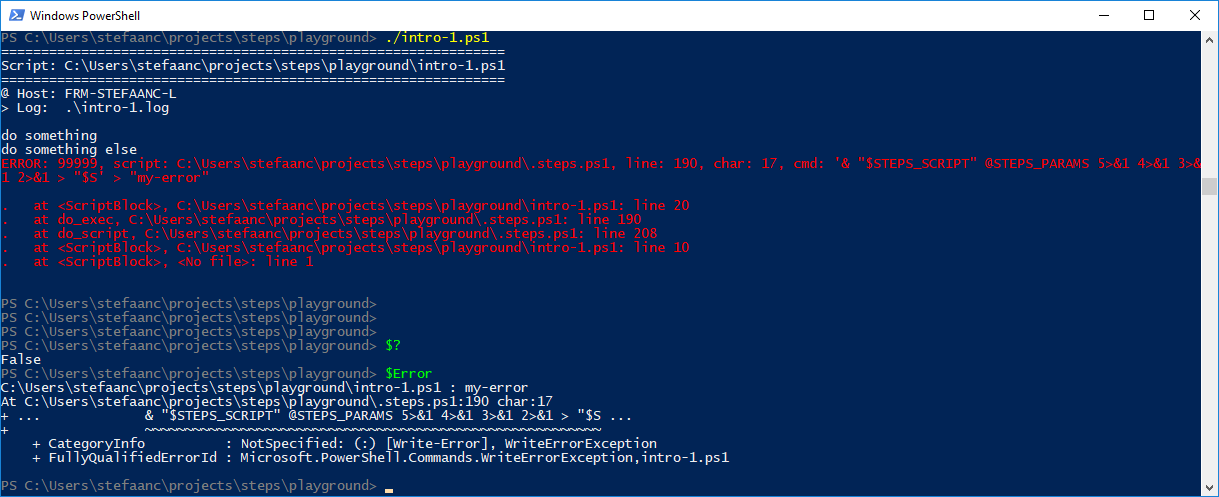 Windows PowerShell
PS C:\Users\stefaanc\projects\steps\playground> ./intro-1.ps1
===============================================================
Script: C:\Users\stefaanc\projects\steps\playground\intro-1.ps1
===============================================================
@ Host: FRM-STEFAANC-L
> Log:  .\intro-1.log
do something
do something else
ERROR: 99999, script: C:\Users\stefaanc\projects\steps\playground\.steps.ps1, line: 190, char: 17, cmd: '& "$STEPS_SCRIPT" @STEPS_PARAMS 5>&1 4>&1 3>&
1 2>&1 > "$S' > "my-error"
.   at <ScriptBlock>, C:\Users\stefaanc\projects\steps\playground\intro-1.ps1: line 20
.   at do_exec, C:\Users\stefaanc\projects\steps\playground\.steps.ps1: line 190
.   at do_script, C:\Users\stefaanc\projects\steps\playground\.steps.ps1: line 208
.   at <ScriptBlock>, C:\Users\stefaanc\projects\steps\playground\intro-1.ps1: line 10
.   at <ScriptBlock>, <No file>: line 1
PS C:\Users\stefaanc\projects\steps\playground>
PS C:\Users\stefaanc\projects\steps\playground>
PS C:\Users\stefaanc\projects\steps\playground>
PS C:\Users\stefaanc\projects\steps\playground> $?
False
PS C:\Users\stefaanc\projects\steps\playground> $Error
C:\Users\stefaanc\projects\steps\playground\intro-1.ps1 : my-error
At C:\Users\stefaanc\projects\steps\playground\.steps.ps1:190 char:17
+ ...             & "$STEPS_SCRIPT" @STEPS_PARAMS 5>&1 4>&1 3>&1 2>&1 > "$S ...
+                 ~~~~~~~~~~~~~~~~~~~~~~~~~~~~~~~~~~~~~~~~~~~~~~~~~~~~~~~~~
    + CategoryInfo          : NotSpecified: (:) [Write-Error], WriteErrorException
    + FullyQualifiedErrorId : Microsoft.PowerShell.Commands.WriteErrorException,intro-1.ps1
PS C:\Users\stefaanc\projects\steps\playground>